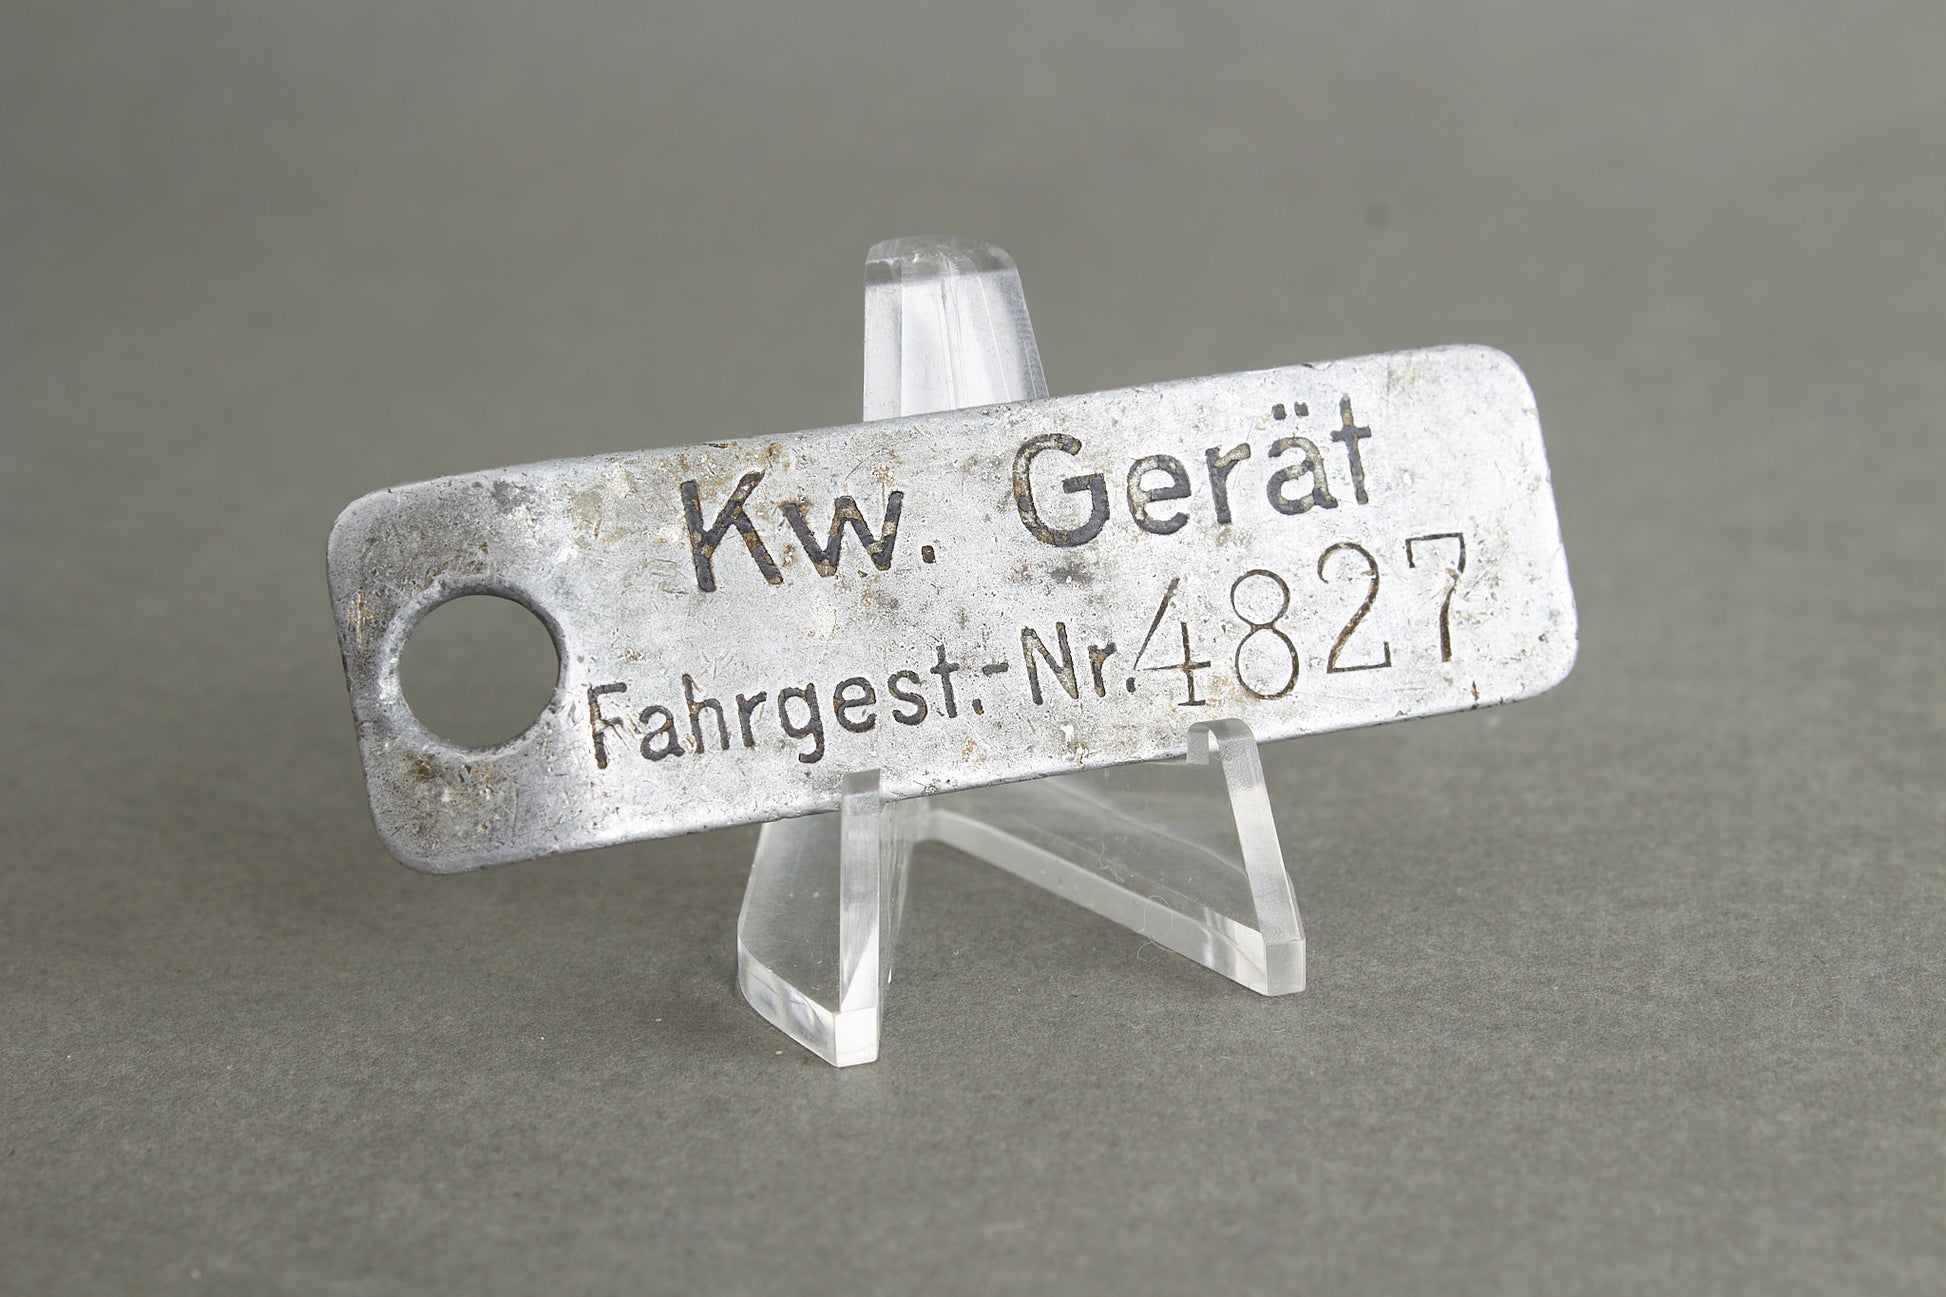 Kw. Gerät
Fahrgest.-Nr. 4827